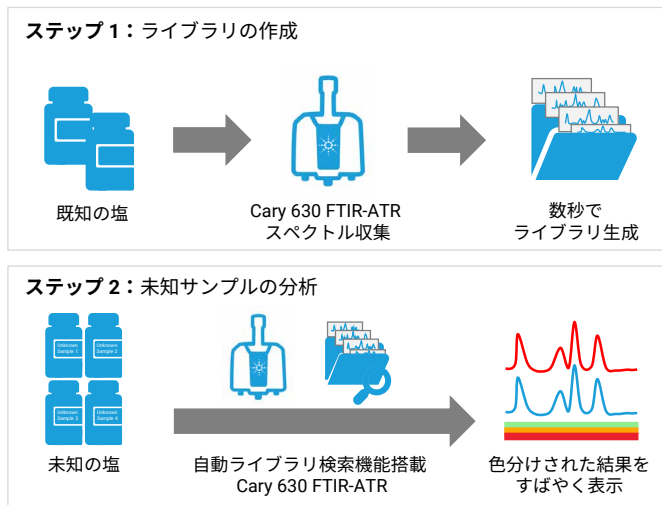 ステップ 1：ライブラリの作成
既知の塩
Cary 630 FTIR-ATR
スペクトル収集
数秒で
ライブラリ生成
ステップ 2：未知サンプルの分析
Unknown
Sample 1
Unknown
Sample 2
Unknown
Sample 3
Unknown
Sample 4
未知の塩
自動ライブラリ検索機能搭載
Cary 630 FTIR-ATR
色分けされた結果を
すばやく表示